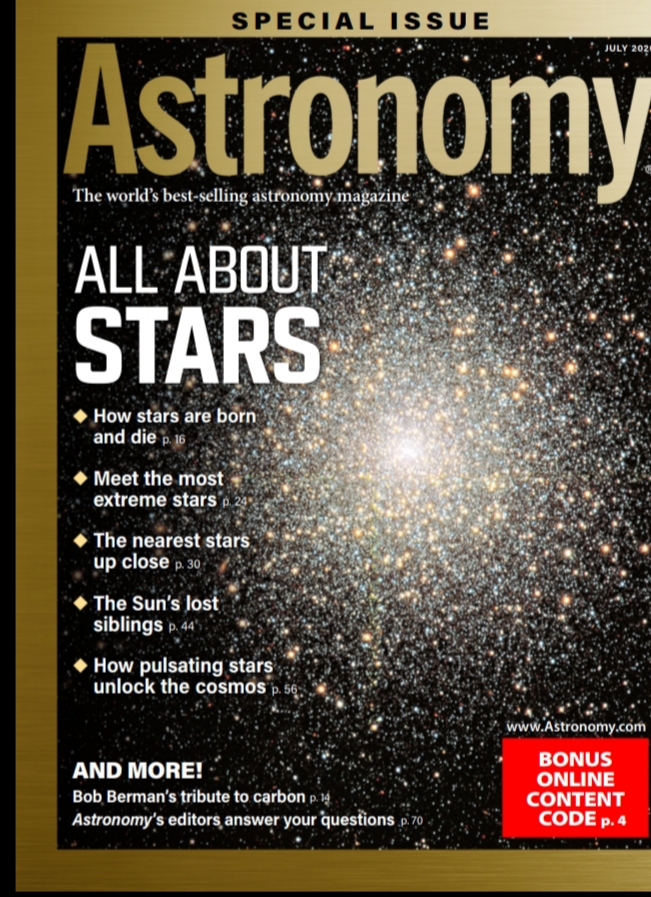 SPECIAL ISSUE
JULY 202
Astronomy
The world's best-selling astronomy magazine
ALL ABOUT
STARS
◆ How stars are born
and die p. 16
◆ Meet the most
extreme stars p. 24
◆ The nearest stars
up close p. 30
◆ The Sun's lost
siblings p. 44
◆ How pulsating stars
unlock the cosmos p. 56
www.Astronomy.com
BONUS
ONLINE
CONTENT
CODE p. 4
AND MORE!
Bob Berman's tribute to carbon p. 14
Astronomy's editors answer your questions p. 70